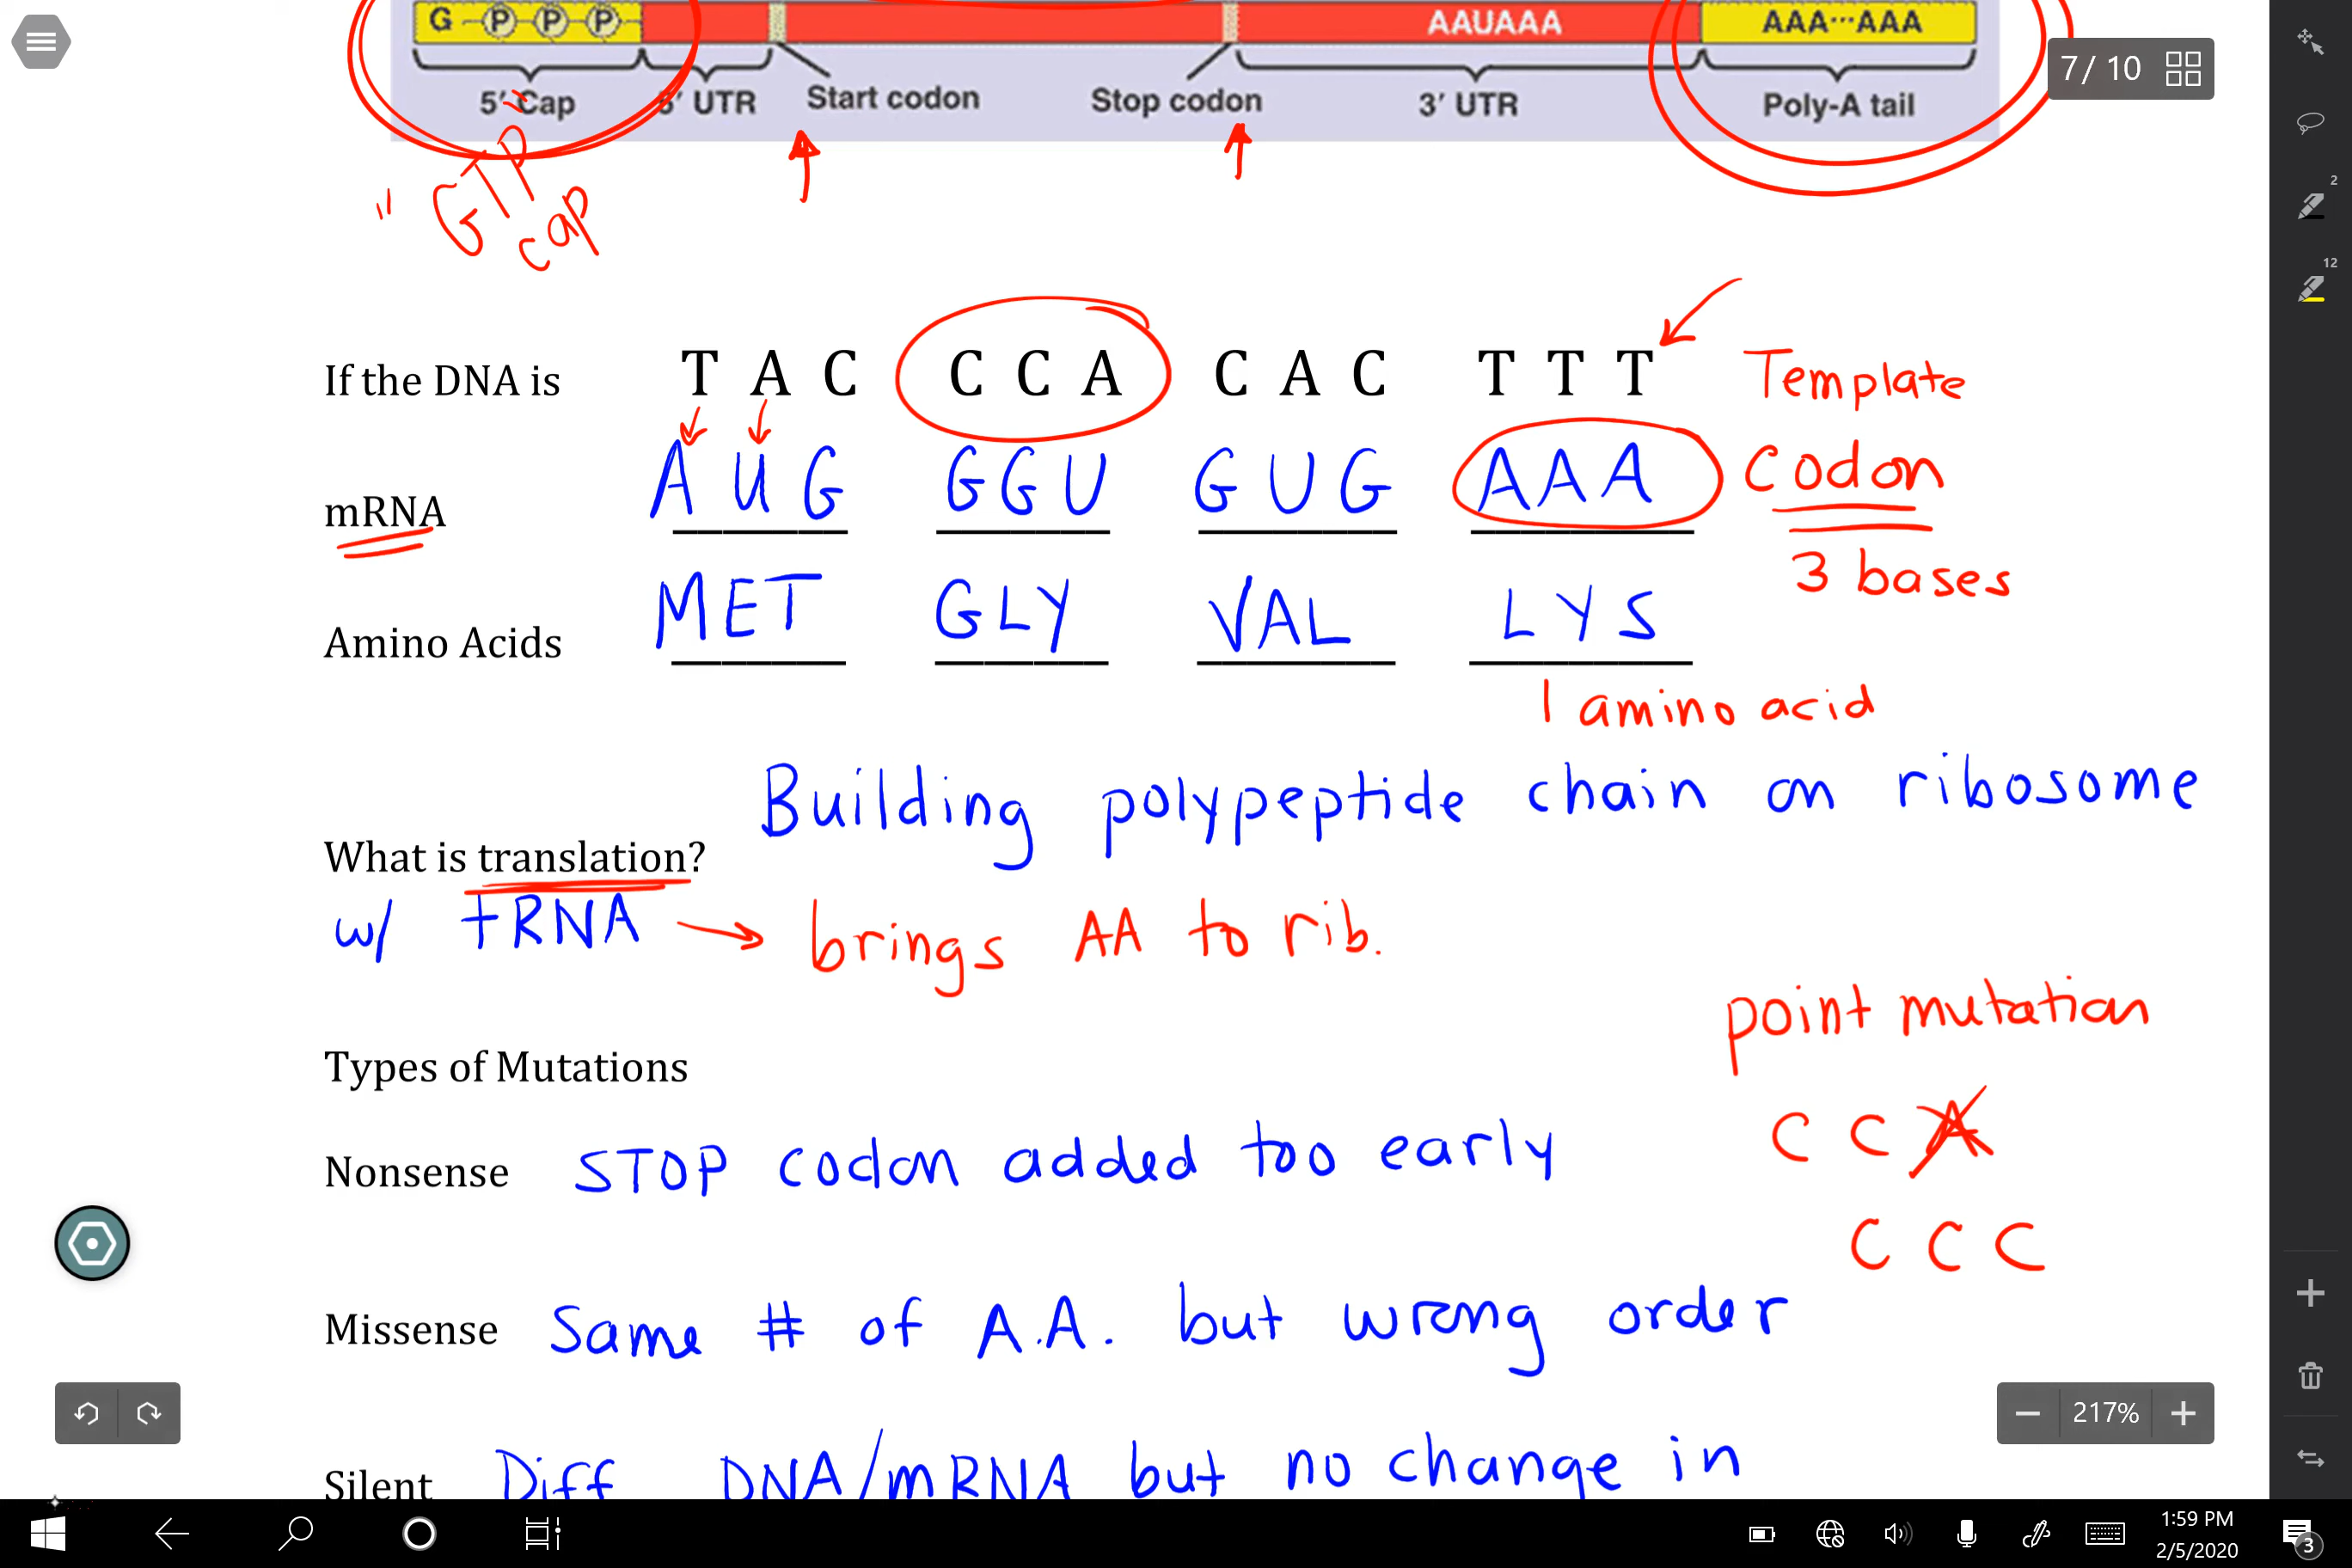 G P P P AAUAAA AAA···AAA
7/ 10
5' Cap 5' UTR Start codon Stop codon 3' UTR Poly-A tail
" GTP "
cap
2
12
If the DNA is T A C C C A C A C T T T Template
mRNA A U G G G U G U G A A A Codon
3 bases
Amino Acids MET GLY VAL LYS
1 amino acid
Building polypeptide chain on ribosome
What is translation?
w/ tRNA → brings AA to rib.
point mutation
Types of Mutations
C C A
Nonsense STOP codon added too early
C C C
Missense Same # of A.A. but wrong order
217%
Silent Diff DNA/mRNA but no change in
1:59 PM
2/5/2020
3